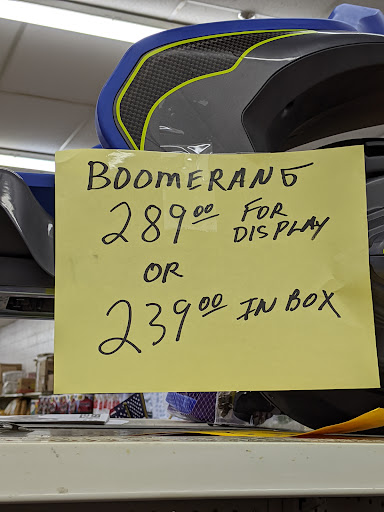 BOOMERANG
289.00 FOR DISPLAY
OR
239.00 IN BOX